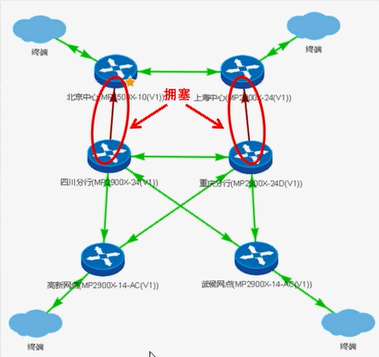 终端
终端
北京中心(MP3500X-10(V1))
上海中心(MP2900X-24(V1))
拥塞
四川分行(MP2900X-24(V1))
重庆分行(MP2900X-24D(V1))
高新网点(MP2900X-14-AC(V1))
武侯网点(MP2900X-14-AC(V1))
终端
终端